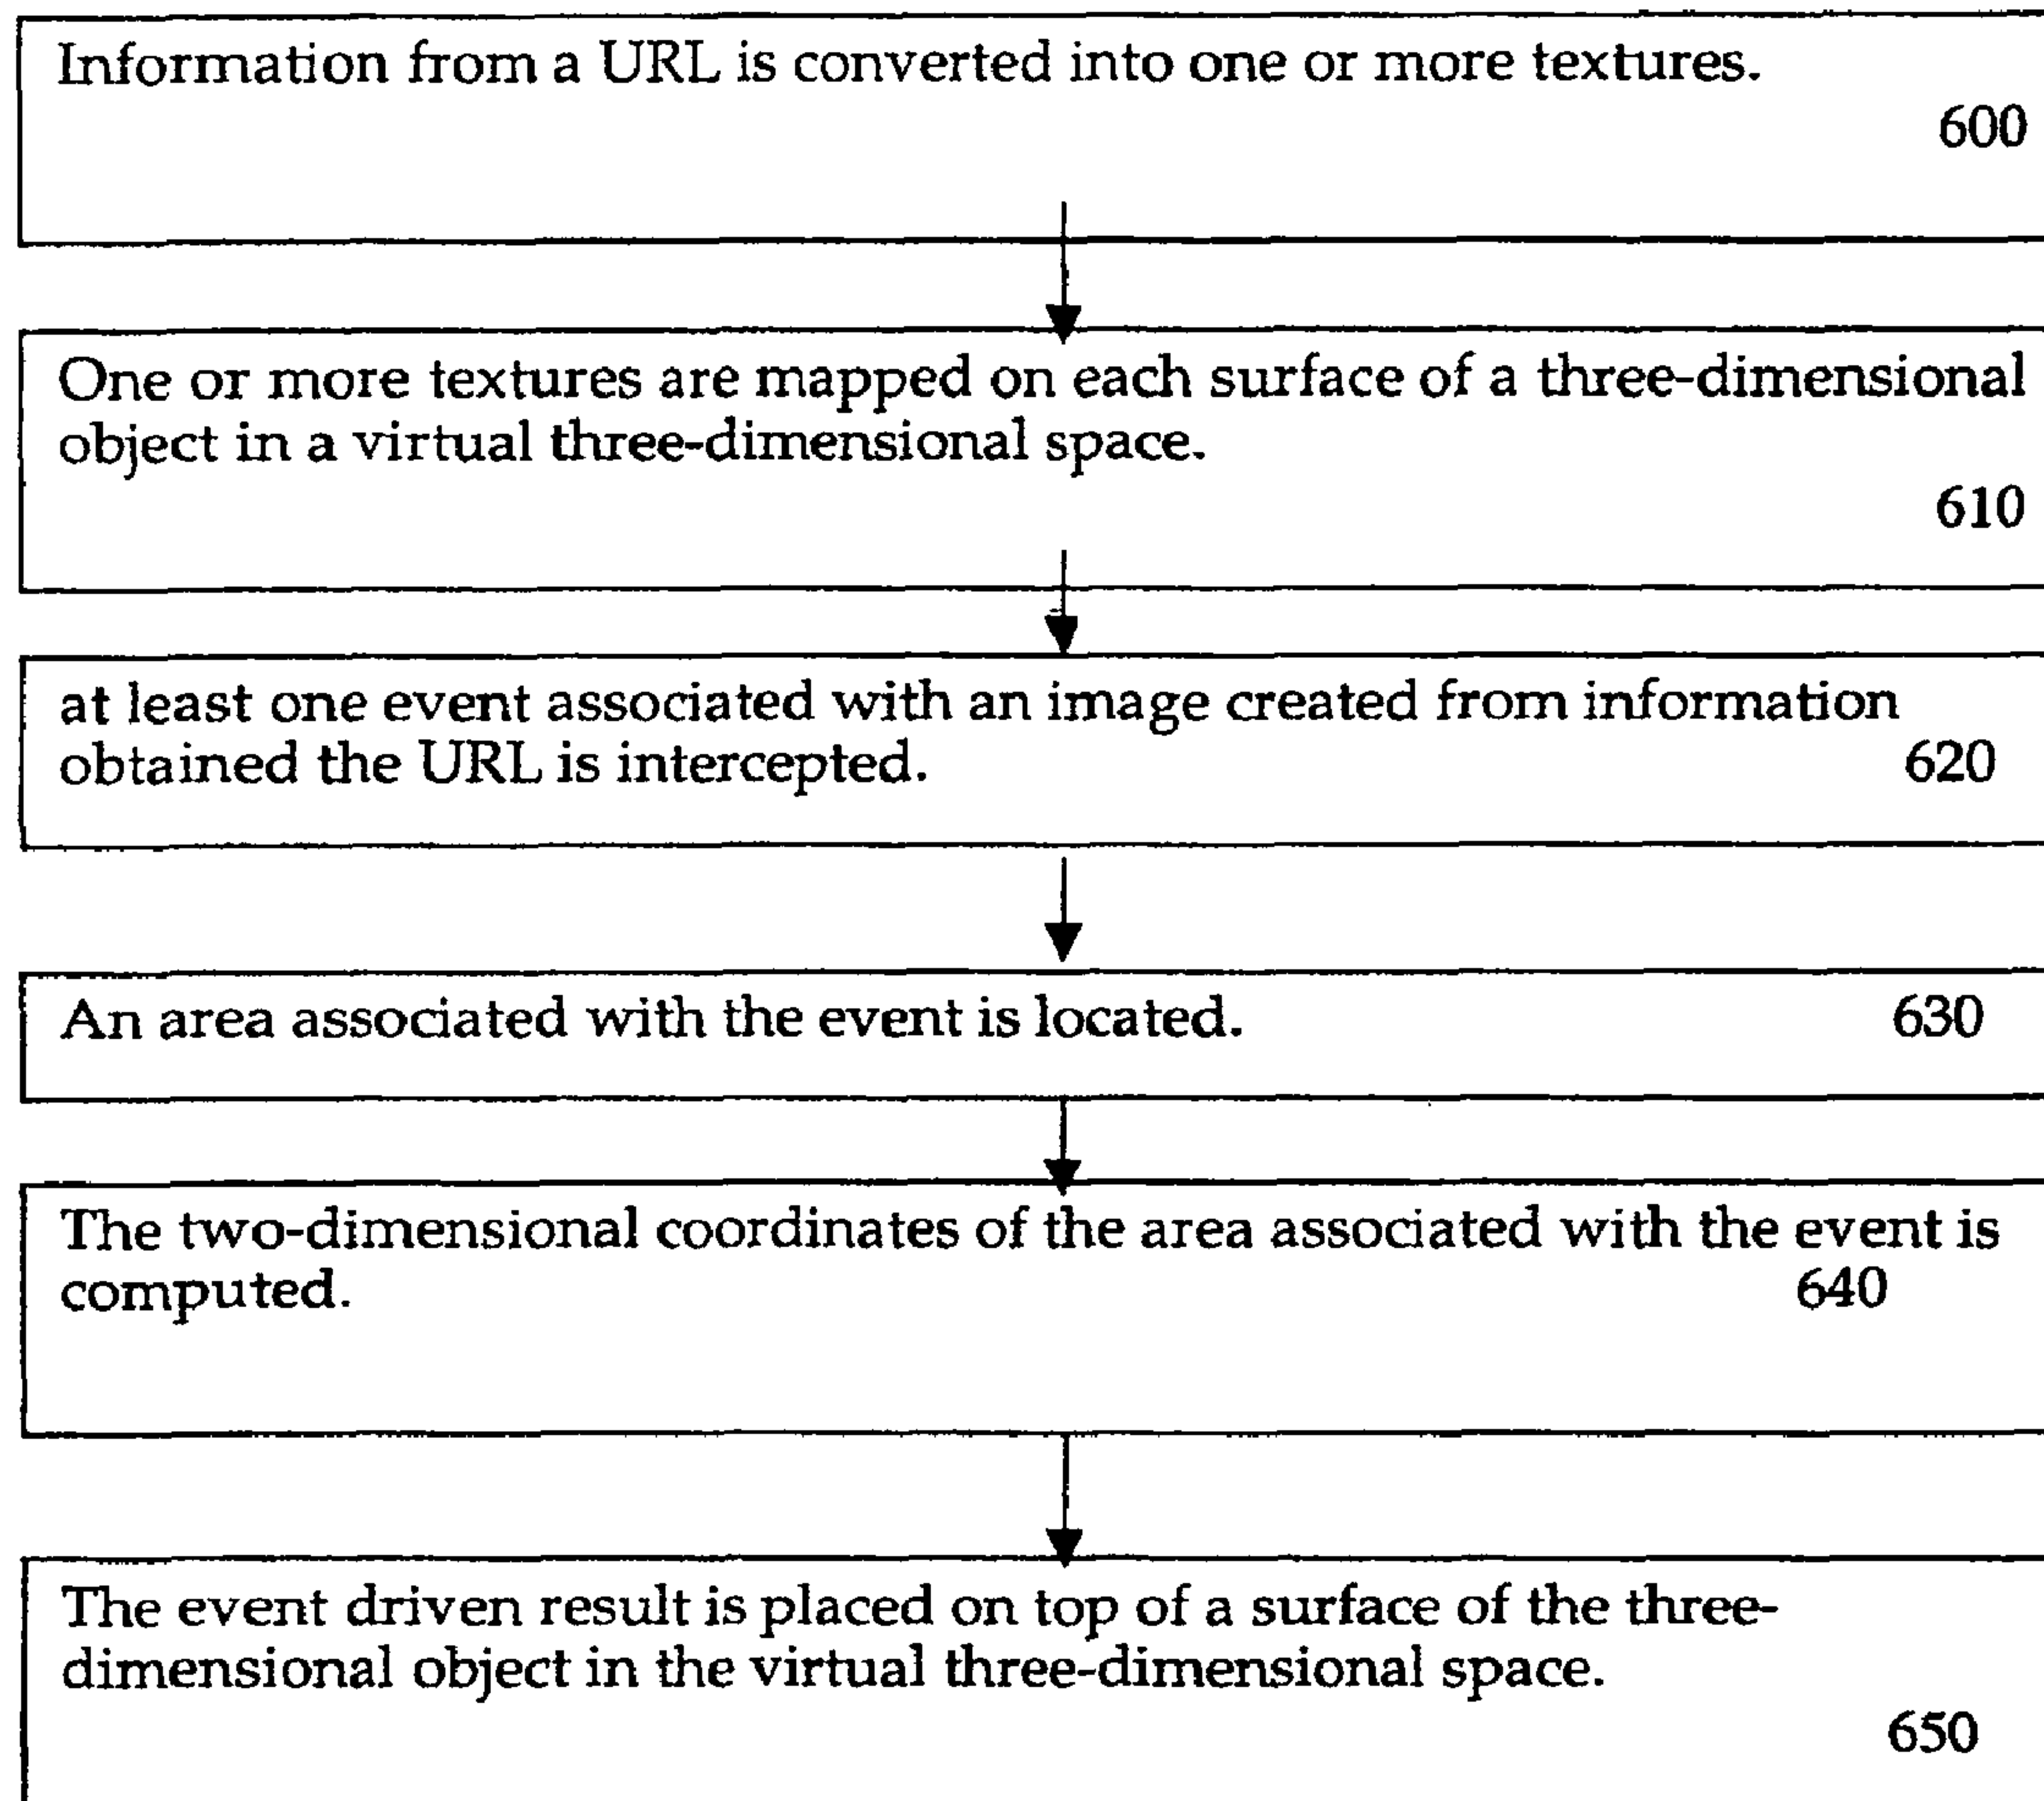 Information from a URL is converted into one or more textures.
600
One or more textures are mapped on each surface of a three-dimensional
object in a virtual three-dimensional space.
610
at least one event associated with an image created from information
obtained the URL is intercepted. 620
An area associated with the event is located. 630
The two-dimensional coordinates of the area associated with the event is
computed. 640
The event driven result is placed on top of a surface of the three-
dimensional object in the virtual three-dimensional space.
650